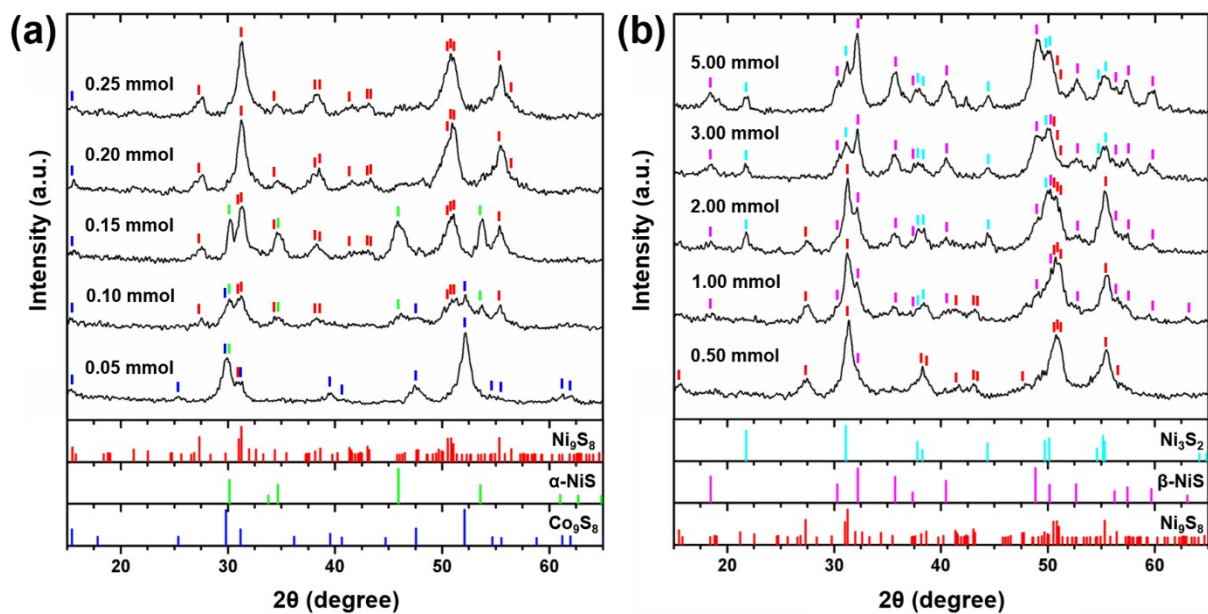 (a)
Intensity (a.u.)
0.25 mmol
0.20 mmol
0.15 mmol
0.10 mmol
0.05 mmol
Ni₉S₈
α-NiS
Co₉S₈
20 30 40 50 60
2θ (degree)
(b)
Intensity (a.u.)
5.00 mmol
3.00 mmol
2.00 mmol
1.00 mmol
0.50 mmol
Ni₃S₂
β-NiS
Ni₉S₈
20 30 40 50 60
2θ (degree)